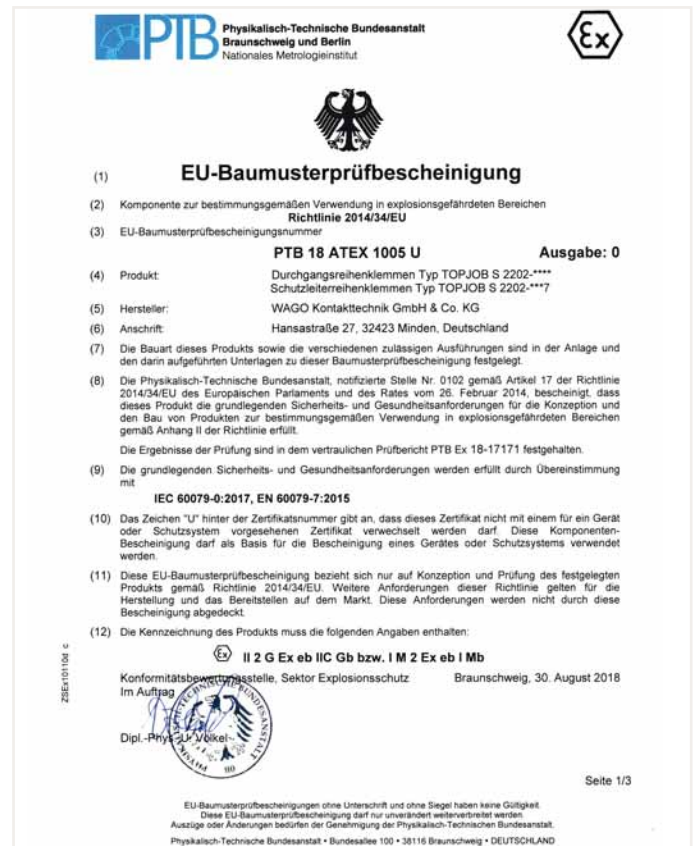 PTB
Physikalisch-Technische Bundesanstalt
Braunschweig und Berlin
Nationales Metrologieinstitut
Ex
(1) EU-Baumusterprüfbescheinigung
(2) Komponente zur bestimmungsgemäßen Verwendung in explosionsgefährdeten Bereichen
Richtlinie 2014/34/EU
(3) EU-Baumusterprüfbescheinigungsnummer
PTB 18 ATEX 1005 U Ausgabe: 0
(4) Produkt: Durchgangsreihenklemmen Typ TOPJOB S 2202-****
Schutzleiterreihenklemmen Typ TOPJOB S 2202-***7
(5) Hersteller: WAGO Kontakttechnik GmbH & Co. KG
(6) Anschrift: Hansastraße 27, 32423 Minden, Deutschland
(7) Die Bauart dieses Produkts sowie die verschiedenen zulässigen Ausführungen sind in der Anlage und
den darin aufgeführten Unterlagen zu dieser Baumusterprüfbescheinigung festgelegt.
(8) Die Physikalisch-Technische Bundesanstalt, notifizierte Stelle Nr. 0102 gemäß Artikel 17 der Richtlinie
2014/34/EU des Europäischen Parlaments und des Rates vom 26. Februar 2014, bescheinigt, dass
dieses Produkt die grundlegenden Sicherheits- und Gesundheitsanforderungen für die Konzeption und
den Bau von Produkten zur bestimmungsgemäßen Verwendung in explosionsgefährdeten Bereichen
gemäß Anhang II der Richtlinie erfüllt.
Die Ergebnisse der Prüfung sind in dem vertraulichen Prüfbericht PTB Ex 18-17171 festgehalten.
(9) Die grundlegenden Sicherheits- und Gesundheitsanforderungen werden erfüllt durch Übereinstimmung
mit
IEC 60079-0:2017, EN 60079-7:2015
(10) Das Zeichen "U" hinter der Zertifikatsnummer gibt an, dass dieses Zertifikat nicht mit einem für ein Gerät
oder Schutzsystem vorgesehenen Zertifikat verwechselt werden darf. Diese Komponenten-
Bescheinigung darf als Basis für die Bescheinigung eines Gerätes oder Schutzsystems verwendet
werden.
(11) Diese EU-Baumusterprüfbescheinigung bezieht sich nur auf Konzeption und Prüfung des festgelegten
Produkts gemäß Richtlinie 2014/34/EU. Weitere Anforderungen dieser Richtlinie gelten für die
Herstellung und das Bereitstellen auf dem Markt. Diese Anforderungen werden nicht durch diese
Bescheinigung abgedeckt.
(12) Die Kennzeichnung des Produkts muss die folgenden Angaben enthalten:
Ex II 2 G Ex eb IIC Gb bzw. I M 2 Ex eb I Mb
Konformitätsbewertungsstelle, Sektor Explosionsschutz Braunschweig, 30. August 2018
Im Auftrag
Dipl.-Phys. U. Völkel
PHYSIKALISCH-TECHNISCHE BUNDESANSTALT
ZSEx10110d c
Seite 1/3
EU-Baumusterprüfbescheinigungen ohne Unterschrift und ohne Siegel haben keine Gültigkeit.
Diese EU-Baumusterprüfbescheinigung darf nur unverändert weiterverbreitet werden.
Auszüge oder Änderungen bedürfen der Genehmigung der Physikalisch-Technischen Bundesanstalt.
Physikalisch-Technische Bundesanstalt • Bundesallee 100 • 38116 Braunschweig • DEUTSCHLAND